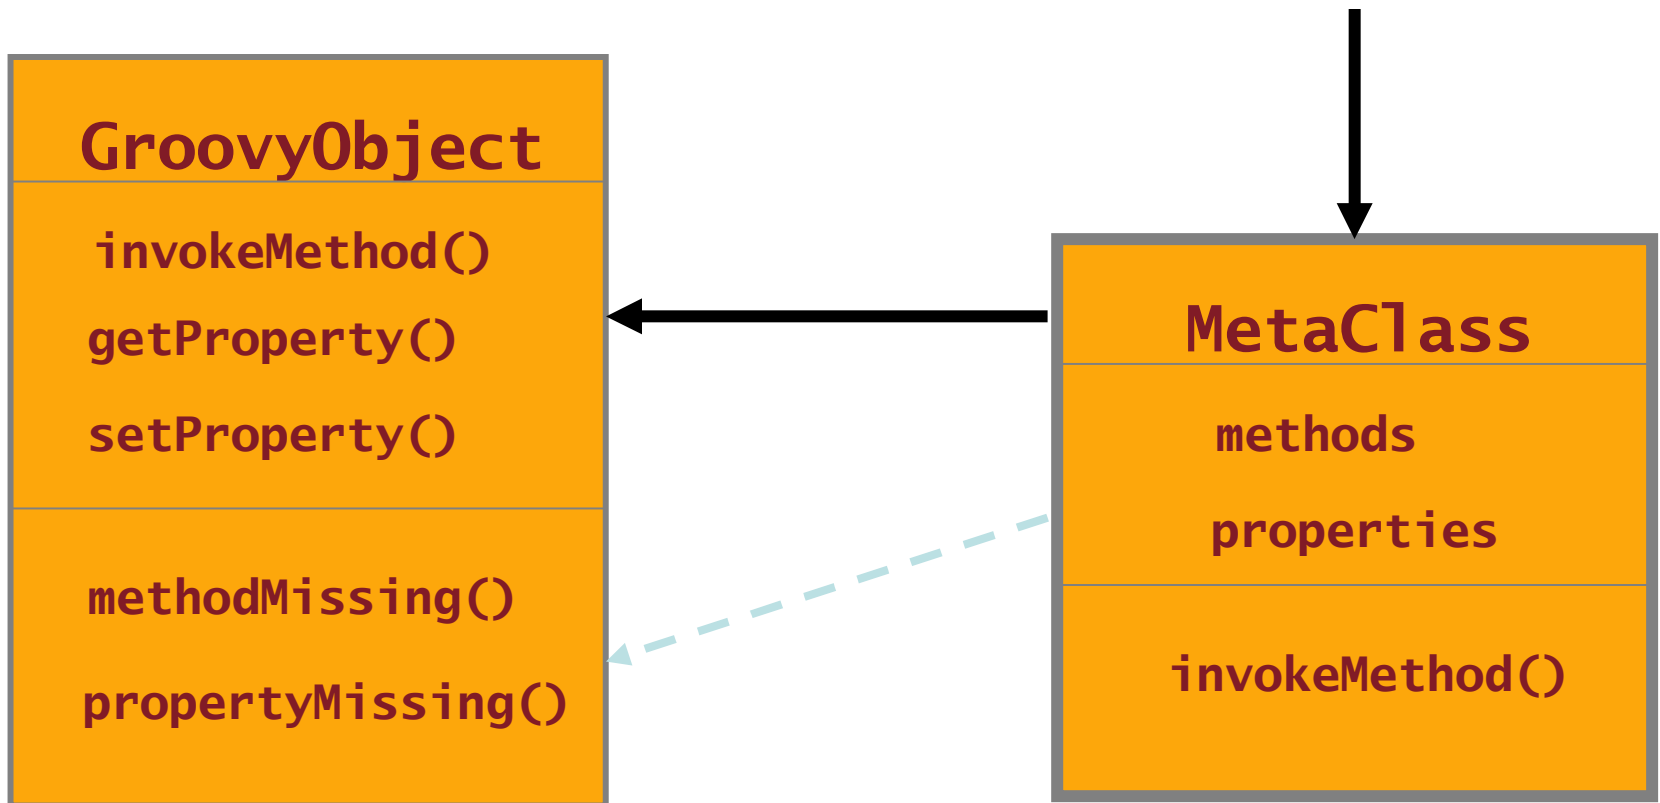 GroovyObject
invokeMethod()
getProperty()
setProperty()
methodMissing()
propertyMissing()
MetaClass
methods
properties
invokeMethod()